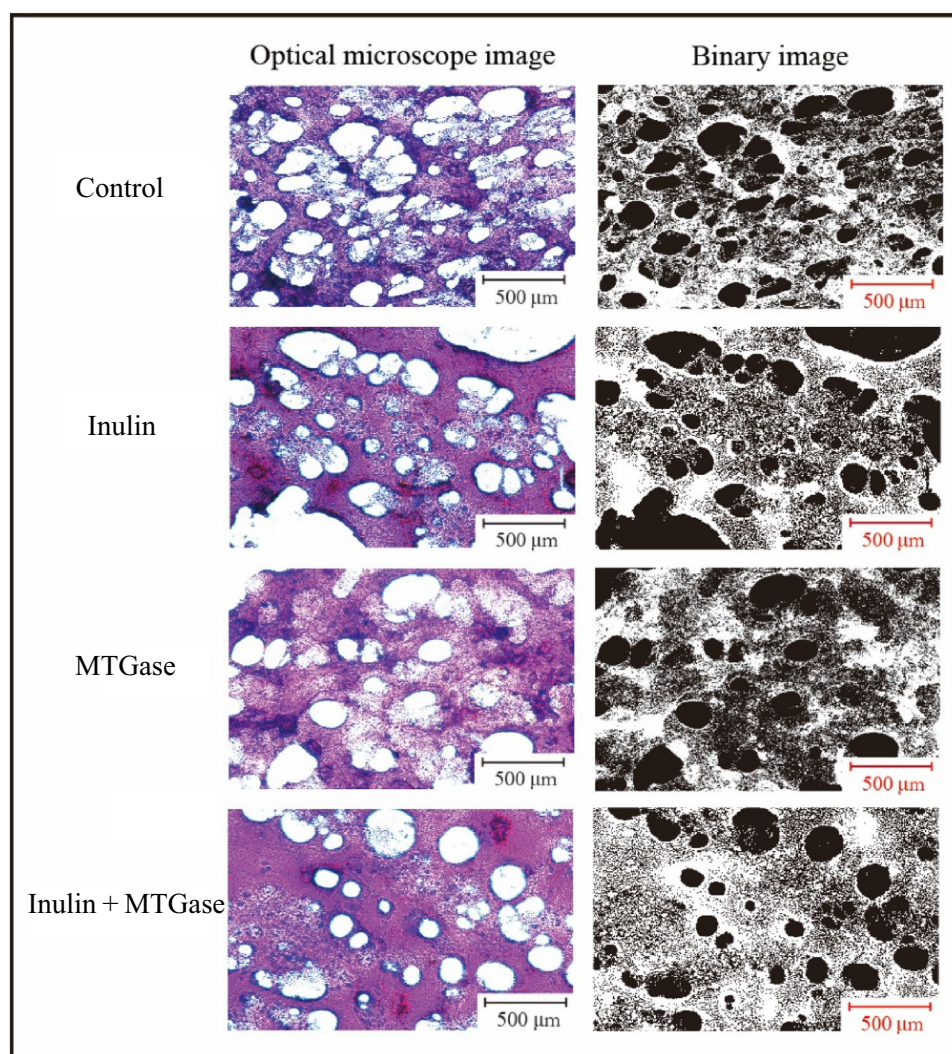 Optical microscope image
Binary image
Control
500 μm
500 μm
Inulin
500 μm
500 μm
MTGase
500 μm
500 μm
Inulin + MTGase
500 μm
500 μm